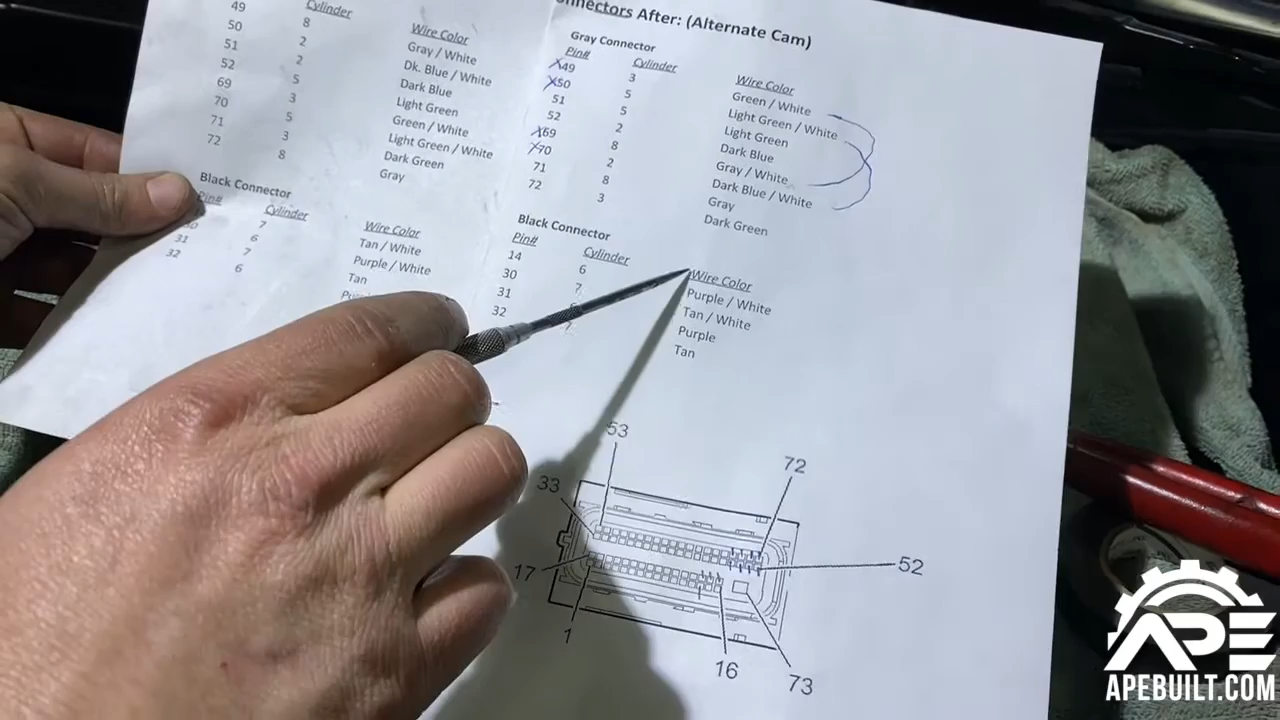 49
Cylinder
50 8
51 2
52 2
69 5
70 3
71 5
72 3
8
Wire Color
Gray / White
Dk. Blue / White
Dark Blue
Light Green
Green / White
Light Green / White
Dark Green
Gray
Black Connector
Pin#
Cylinder
Wire Color
7
Tan / White
31 6
Purple / White
32 7
Tan
6
Connectors After: (Alternate Cam)
Gray Connector
Pin# Cylinder Wire Color
49 3 Green / White
50 5 Light Green / White
51 5 Light Green
52 2 Dark Blue
69 8 Gray / White
70 2 Dark Blue / White
71 8 Gray
72 3 Dark Green
Black Connector
Pin# Cylinder Wire Color
14 6 Purple / White
30 7 Tan / White
31 Purple
32 Tan
53
72
33
52
17
1
16
73
APE
APEBUILT.COM